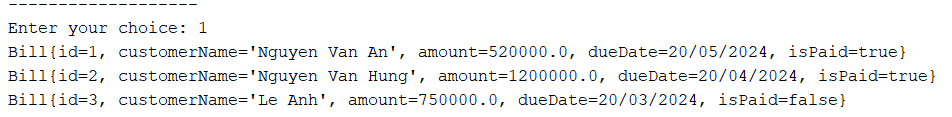 -------------------
Enter your choice: 1
Bill{id=1, customerName='Nguyen Van An', amount=520000.0, dueDate=20/05/2024, isPaid=true}
Bill{id=2, customerName='Nguyen Van Hung', amount=1200000.0, dueDate=20/04/2024, isPaid=true}
Bill{id=3, customerName='Le Anh', amount=750000.0, dueDate=20/03/2024, isPaid=false}